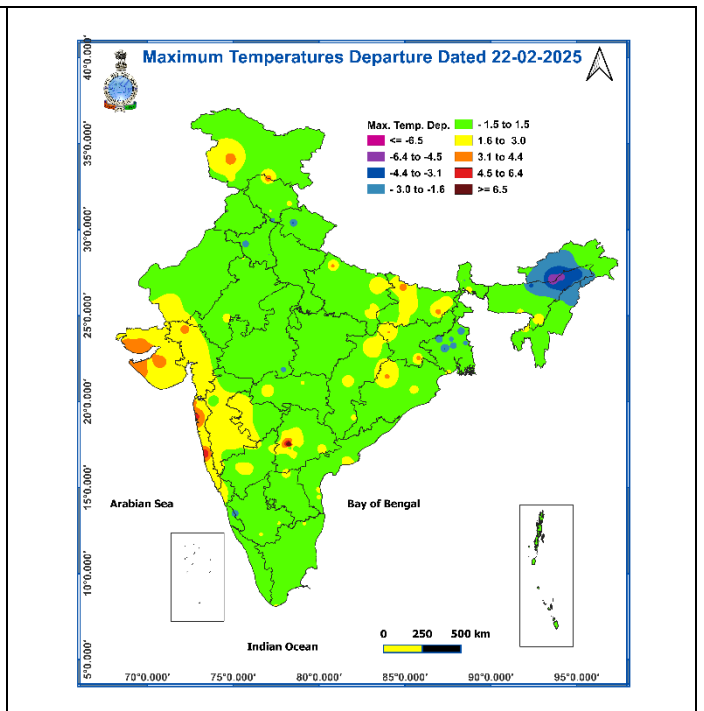 Maximum Temperatures Departure Dated 22-02-2025
Max. Temp. Dep.
<= -6.5
-6.4 to -4.5
-4.4 to -3.1
- 3.0 to -1.6
- 1.5 to 1.5
1.6 to 3.0
3.1 to 4.4
4.5 to 6.4
>= 6.5
40°0.000'
35°0.000'
30°0.000'
25°0.000'
20°0.000'
15°0.000'
10°0.000'
5°0.000'
Arabian Sea
Bay of Bengal
Indian Ocean
0 250 500 km
70°0.000' 75°0.000' 80°0.000' 85°0.000' 90°0.000' 95°0.000'